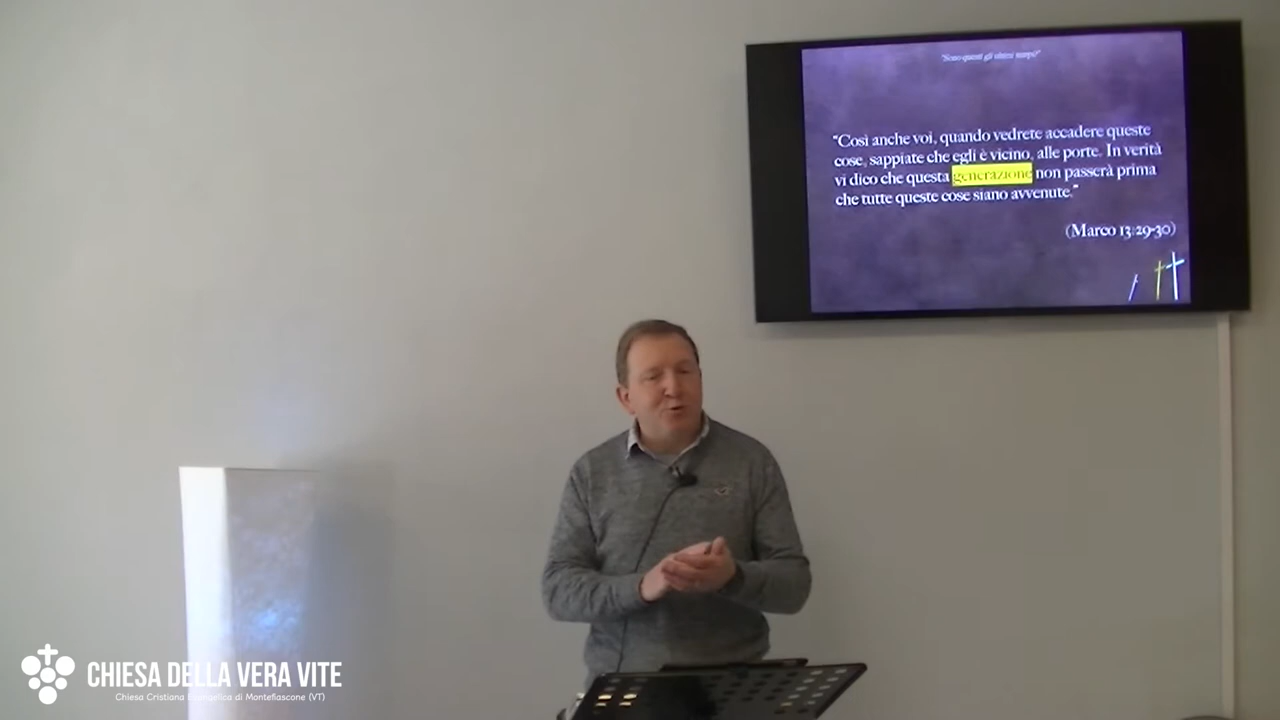 "Sono questi gli ultimi tempi?"
"Così anche voi, quando vedrete accadere queste
cose, sappiate che egli è vicino, alle porte. In verità
vi dico che questa generazione non passerà prima
che tutte queste cose siano avvenute."
(Marco 13:29-30)
CHIESA DELLA VERA VITE
Chiesa Cristiana Evangelica di Montefiascone (VT)